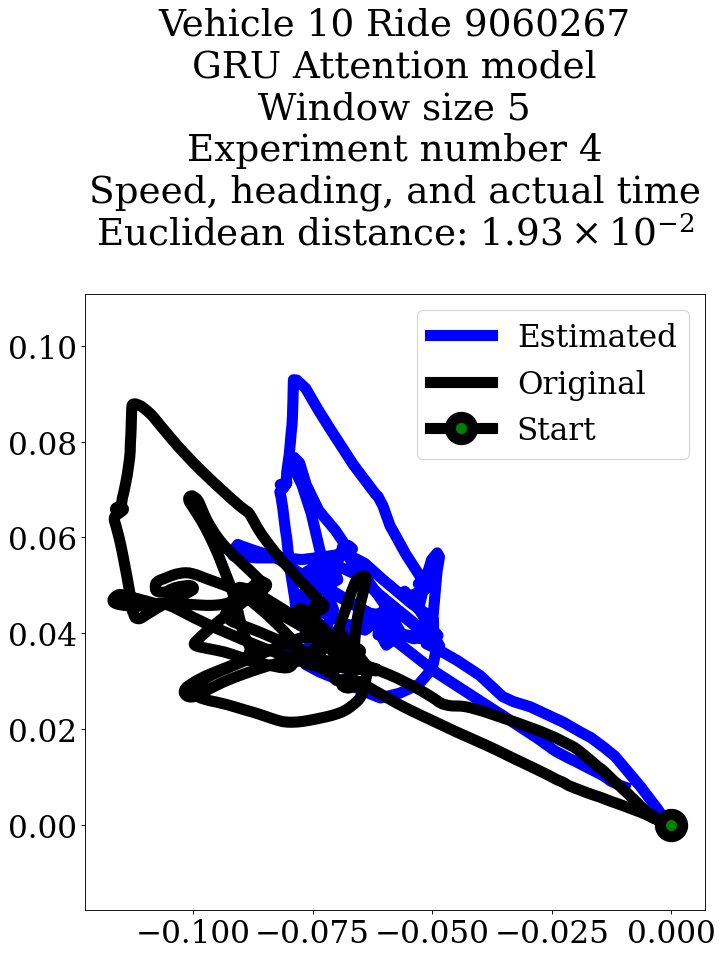 Vehicle 10 Ride 9060267
GRU Attention model
Window size 5
Experiment number 4
Speed, heading, and actual time
Euclidean distance: 1.93 × 10⁻²
Estimated
Original
Start
0.10
0.08
0.06
0.04
0.02
0.00
−0.100 −0.075 −0.050 −0.025 0.000